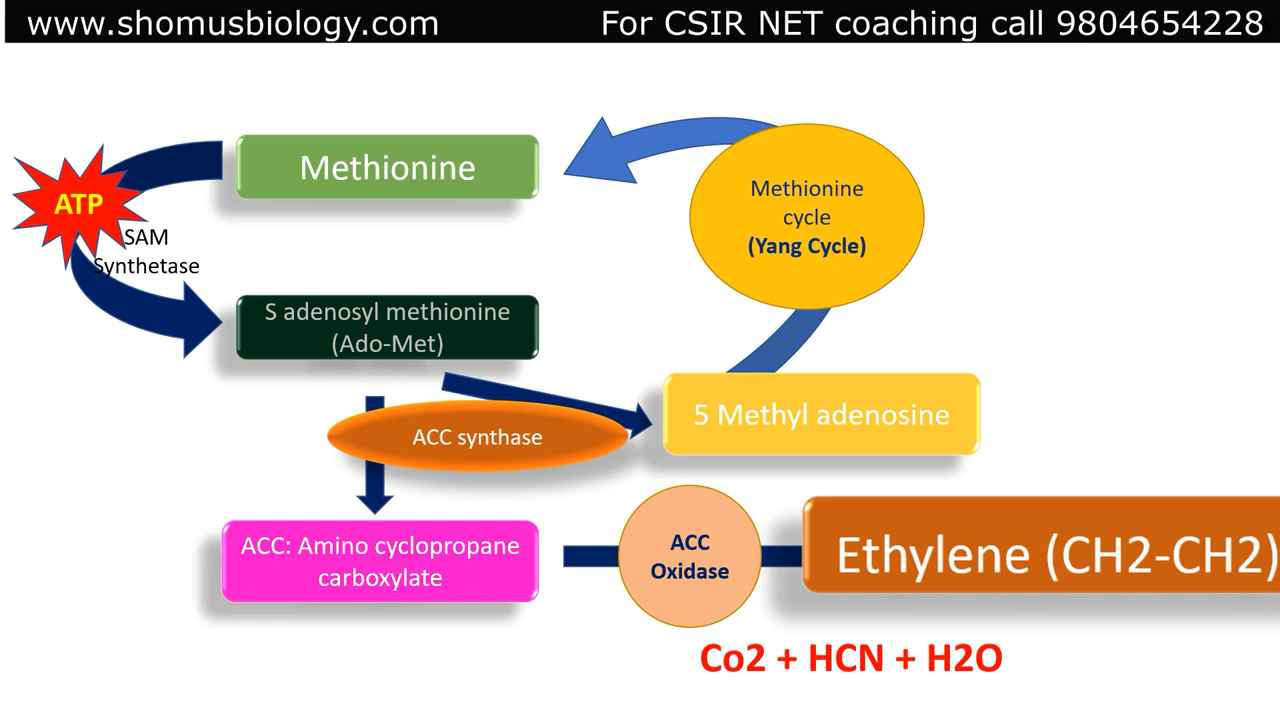 www.shomusbiology.com
For CSIR NET coaching call 9804654228
Methionine
ATP
SAM
Synthetase
Methionine
cycle
(Yang Cycle)
S adenosyl methionine
(Ado-Met)
ACC synthase
5 Methyl adenosine
ACC: Amino cyclopropane
carboxylate
ACC
Oxidase
Ethylene (CH2-CH2)
Co2 + HCN + H2O